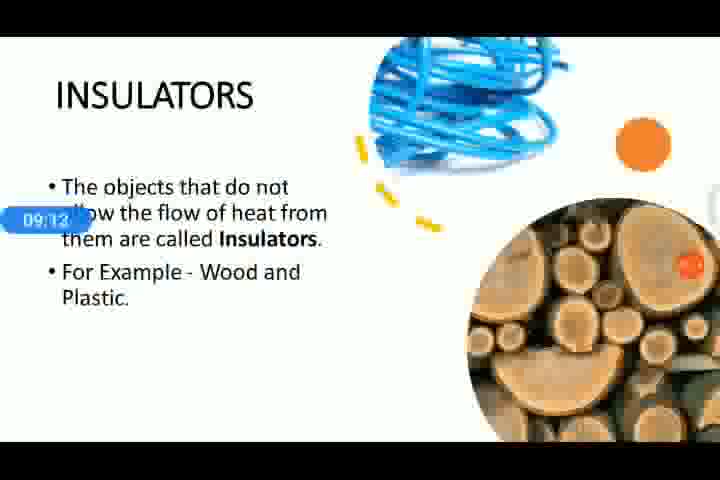 INSULATORS
• The objects that do not
allow the flow of heat from
them are called Insulators.
• For Example - Wood and
Plastic.
09:13